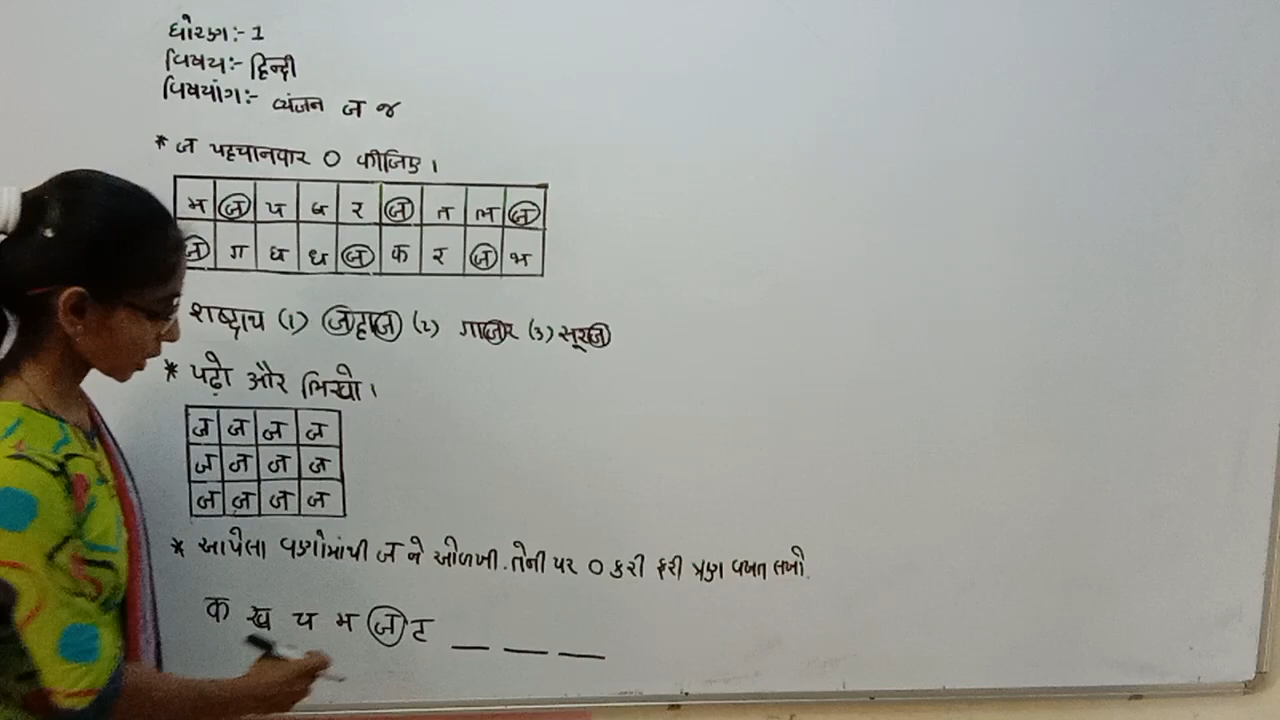 ધોરણ:- 1
વિષય:- हिन्दी
વિષયાંગ:- व्यंजन ज જ
* ज पहचानकर O कीजिए।
म ज प ब र ज त ल ज
ज ग घ ध ज क र ज भ
शब्दाच (1) जहाज (2) गाजर (3) सूरज
* पढ़ो और लिखो।
ज ज ज ज
ज ज ज ज
ज ज ज ज
* આપેલા વર્ણોમાંથી ज ને ઓળખી. તેની પર O કરી ફરી ત્રણ વખત લખો.
क ख च म ज ट _ _ _